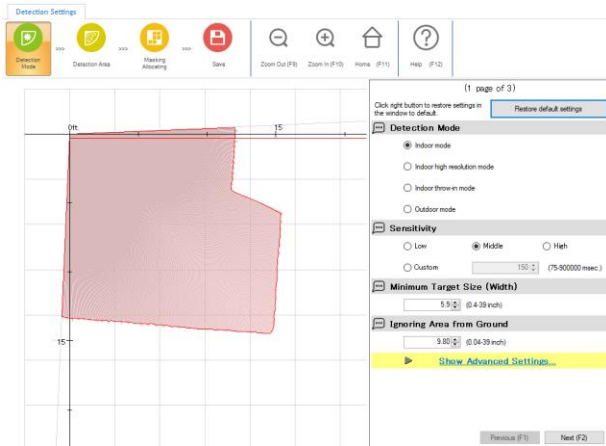 Detection Settings
Detection Mode
>>>
Detection Area
>>>
Masking Allocating
>>>
Save
Zoom Out (F9)
Zoom In (F10)
Home (F11)
Help (F12)
0ft.
15
15
(1 page of 3)
Click right button to restore settings in
the window to default.
Restore default settings
Detection Mode
Indoor mode
Indoor high resolution mode
Indoor throw-in mode
Outdoor mode
Sensitivity
Low
Middle
High
Custom
150
(75-900000 msec.)
Minimum Target Size (Width)
5.9
(0.4-39 inch)
Ignoring Area from Ground
9.80
(0.04-39 inch)
Show Advanced Settings...
Previous (F1)
Next (F2)